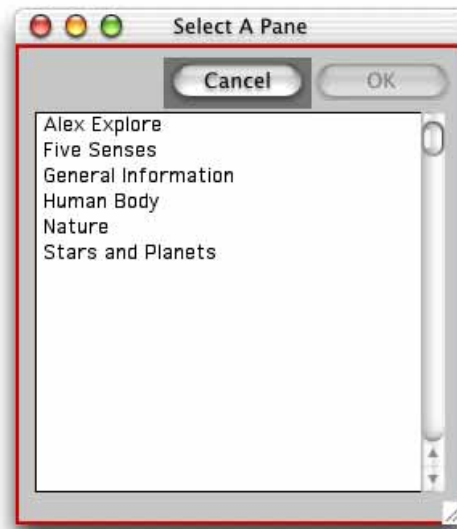 Select A Pane
Cancel OK
Alex Explore
Five Senses
General Information
Human Body
Nature
Stars and Planets